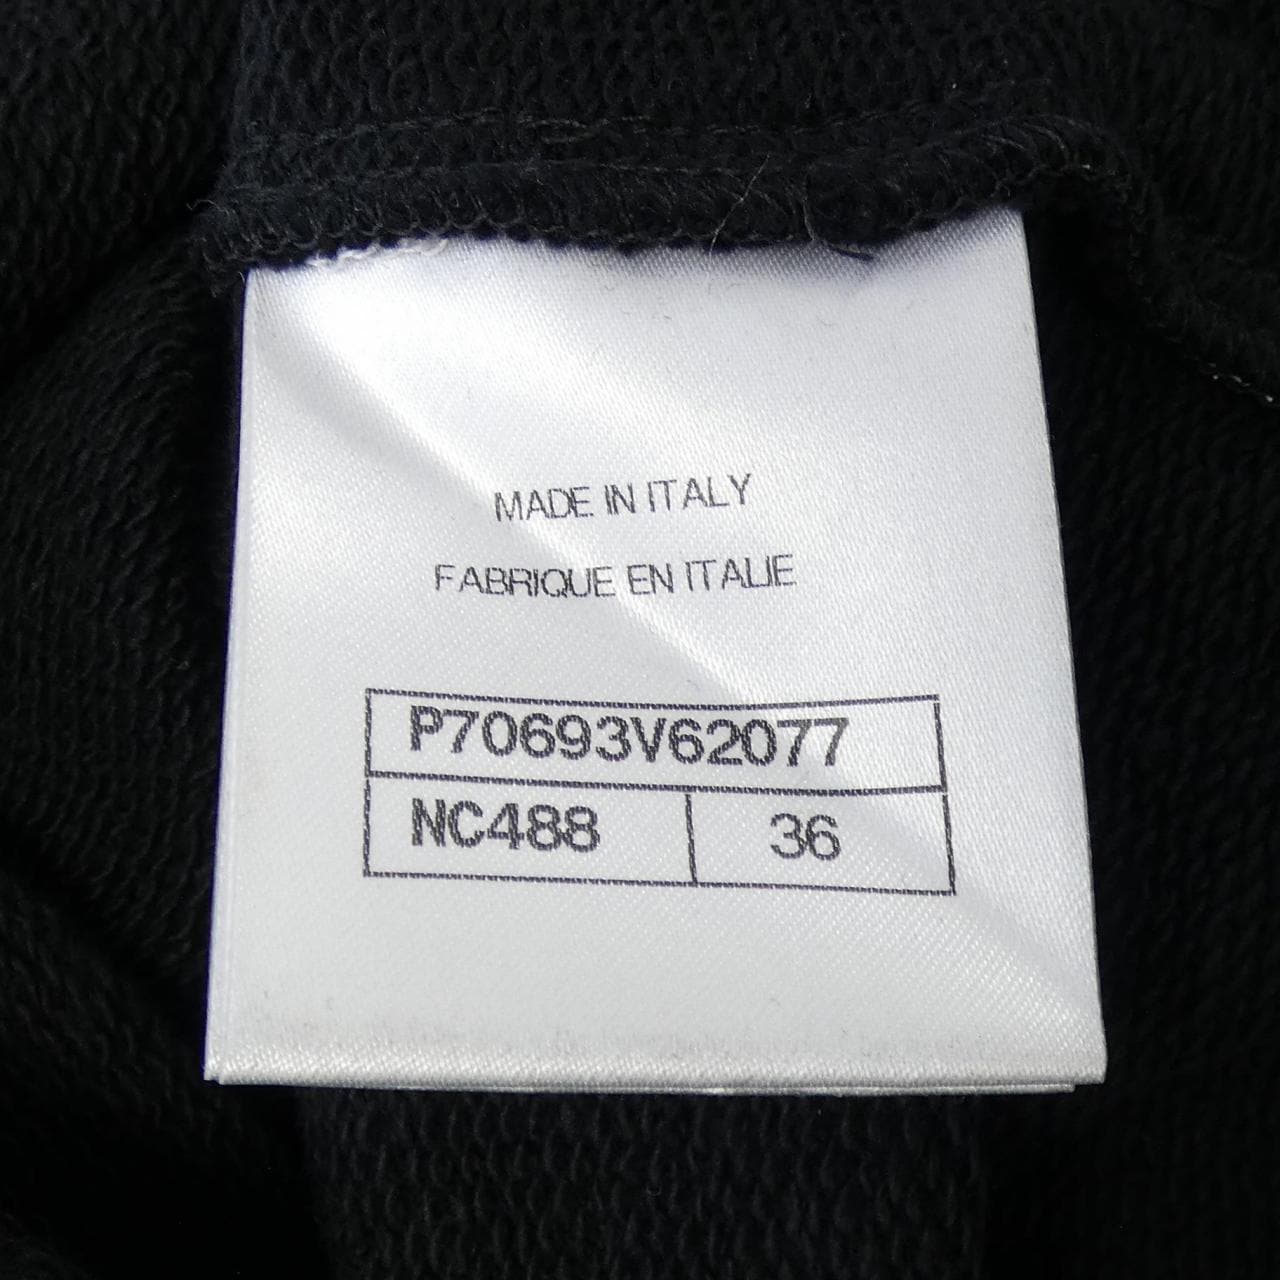 MADE IN ITALY
FABRIQUE EN ITALIE
P70693V62077
NC488 36